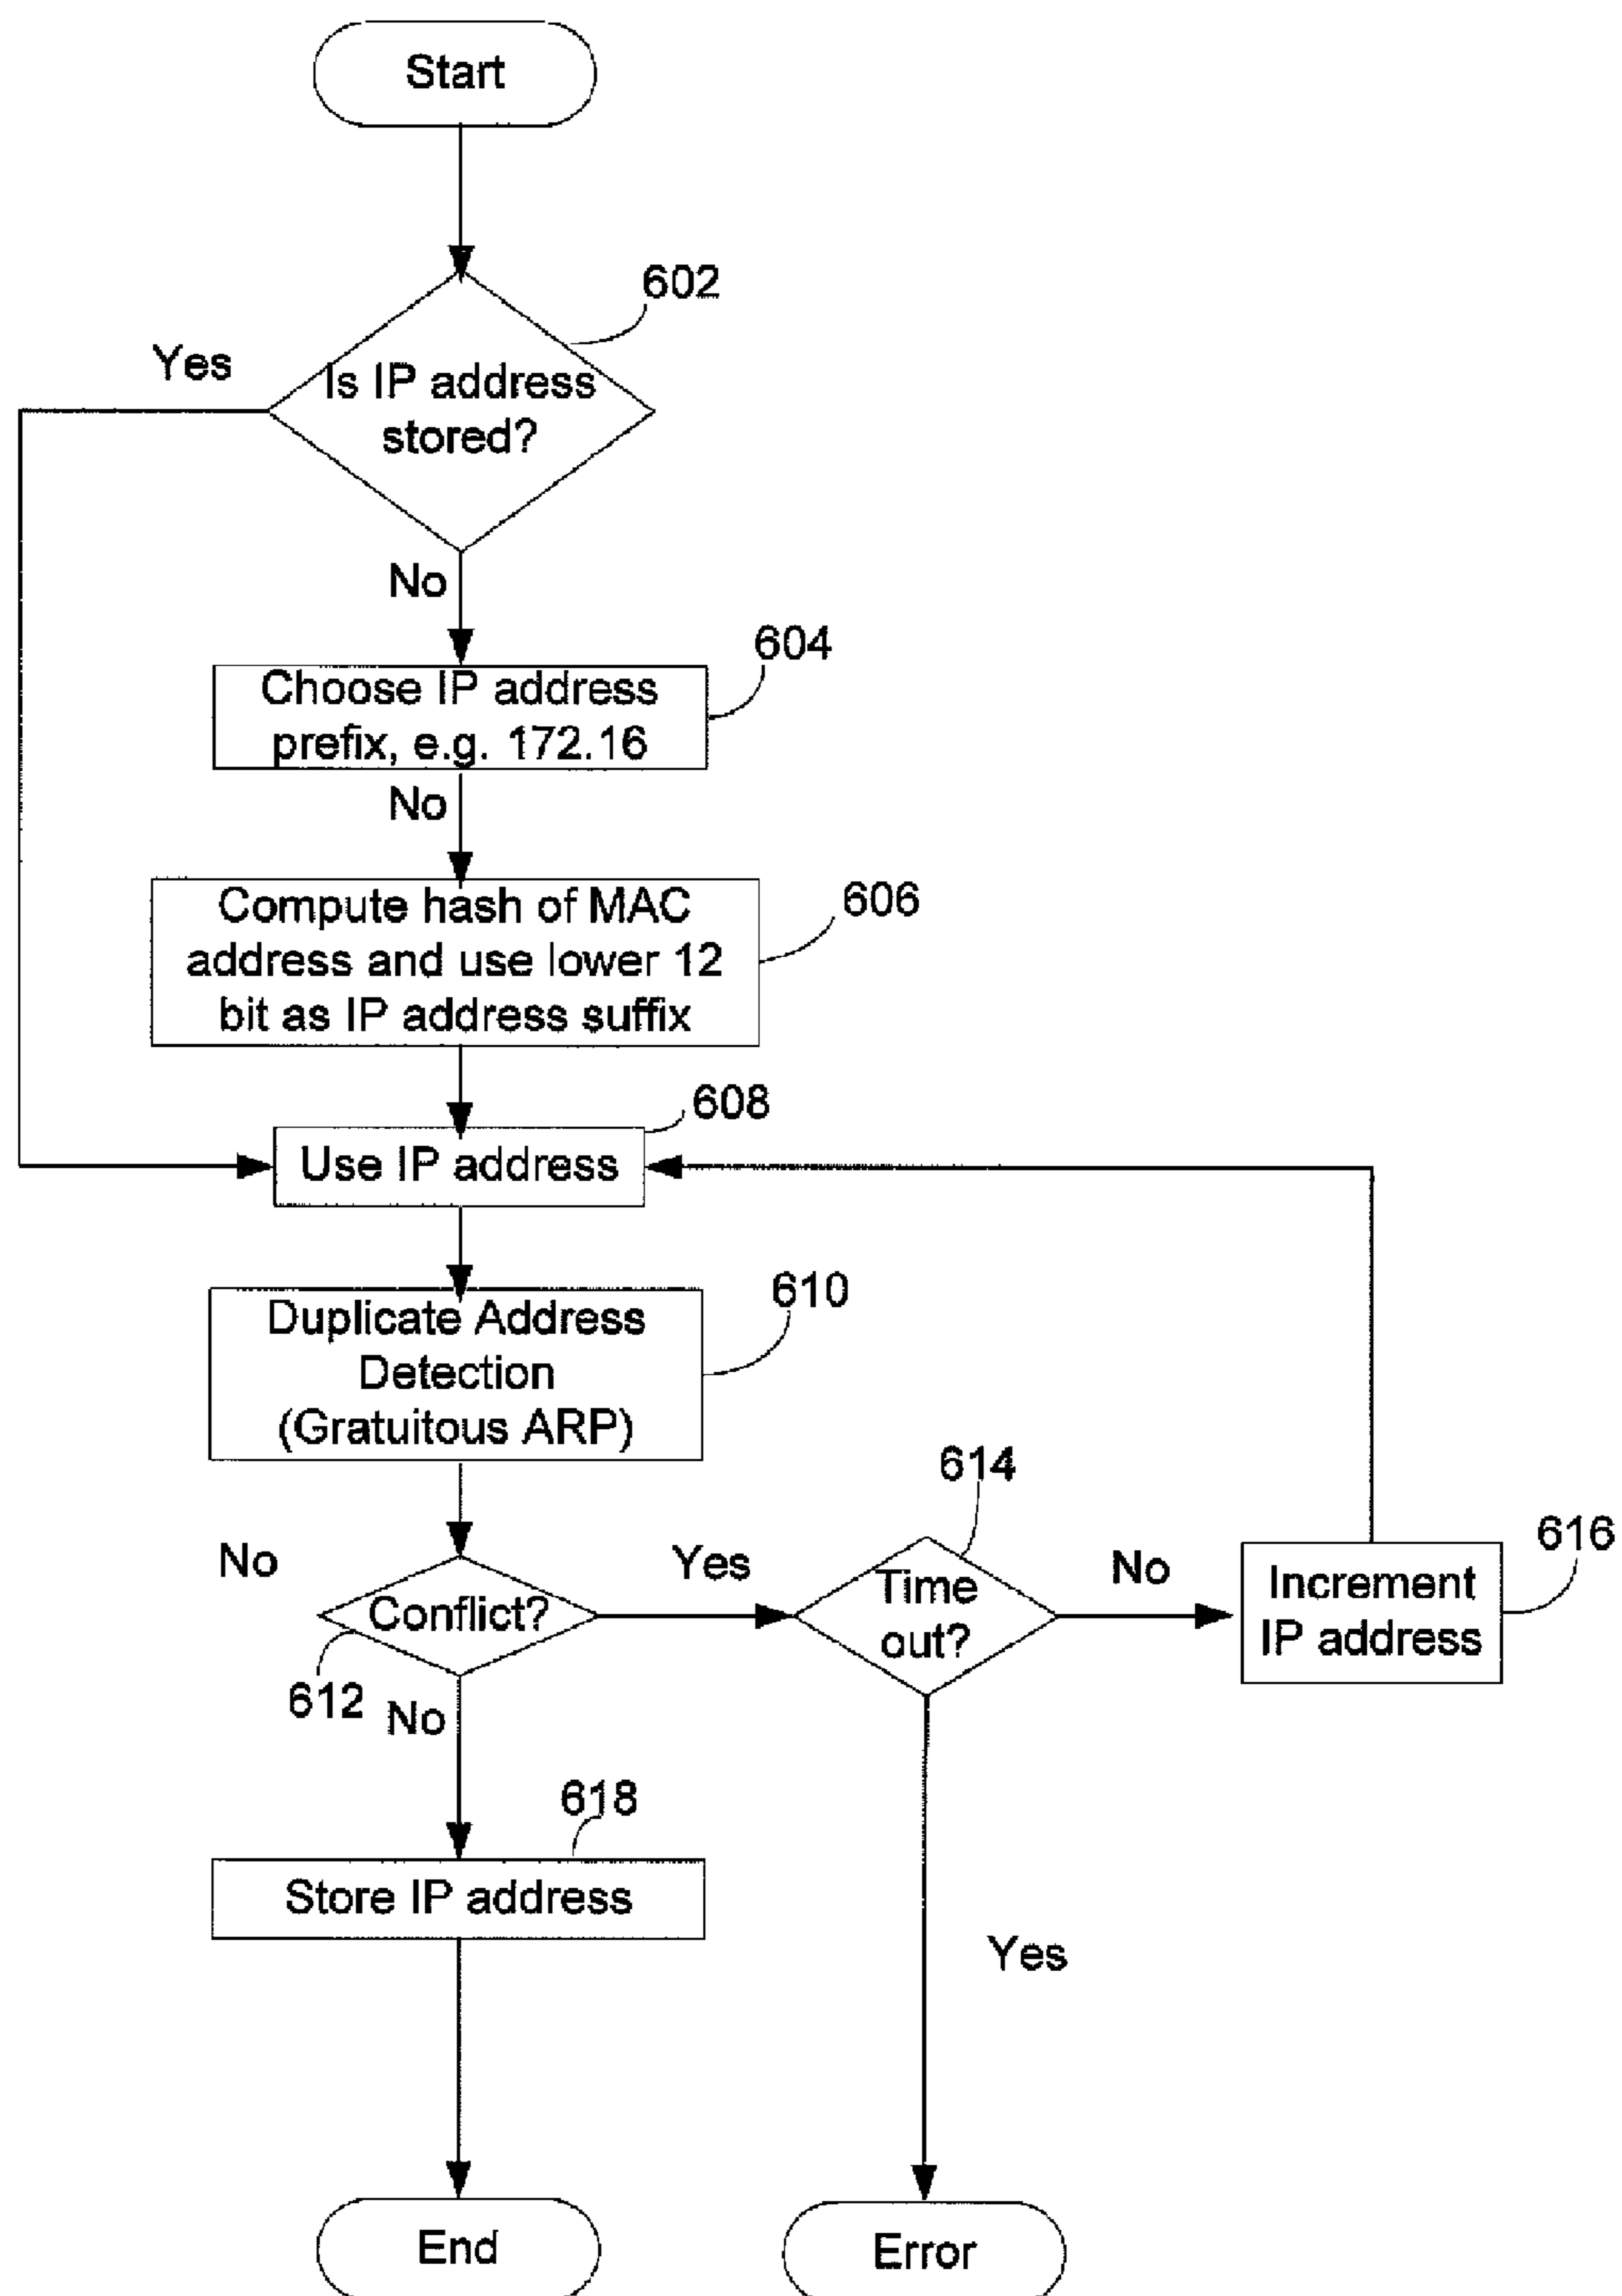 Start
602
Yes
Is IP address
stored?
No
604
Choose IP address
prefix, e.g. 172.16
No
606
Compute hash of MAC
address and use lower 12
bit as IP address suffix
608
Use IP address
610
Duplicate Address
Detection
(Gratuitous ARP)
614
616
No
Yes
No
Conflict?
Time
out?
Increment
IP address
612
No
618
Store IP address
Yes
End
Error